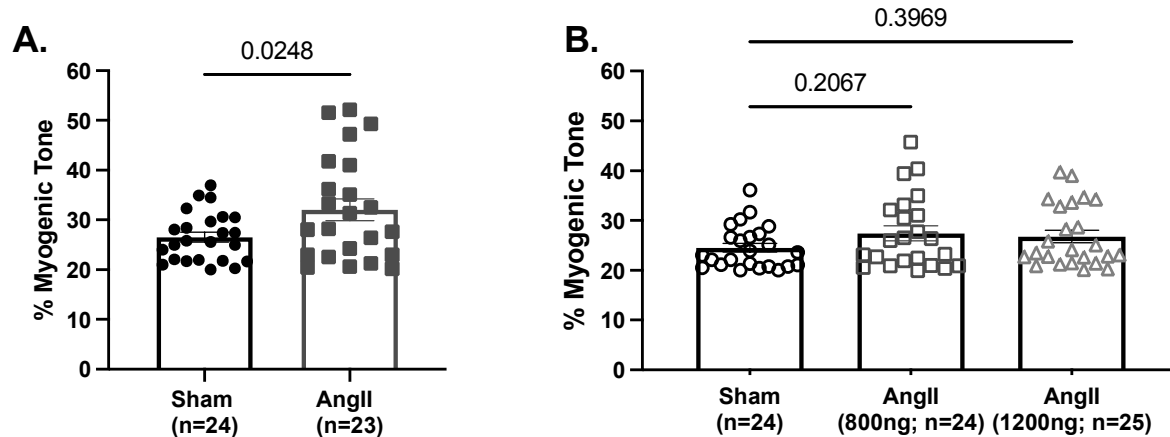 A.
0.0248
% Myogenic Tone
60
50
40
30
20
10
0
Sham
(n=24)
AngII
(n=23)
B.
0.3969
0.2067
% Myogenic Tone
60
50
40
30
20
10
0
Sham
(n=24)
AngII
(800ng; n=24)
AngII
(1200ng; n=25)